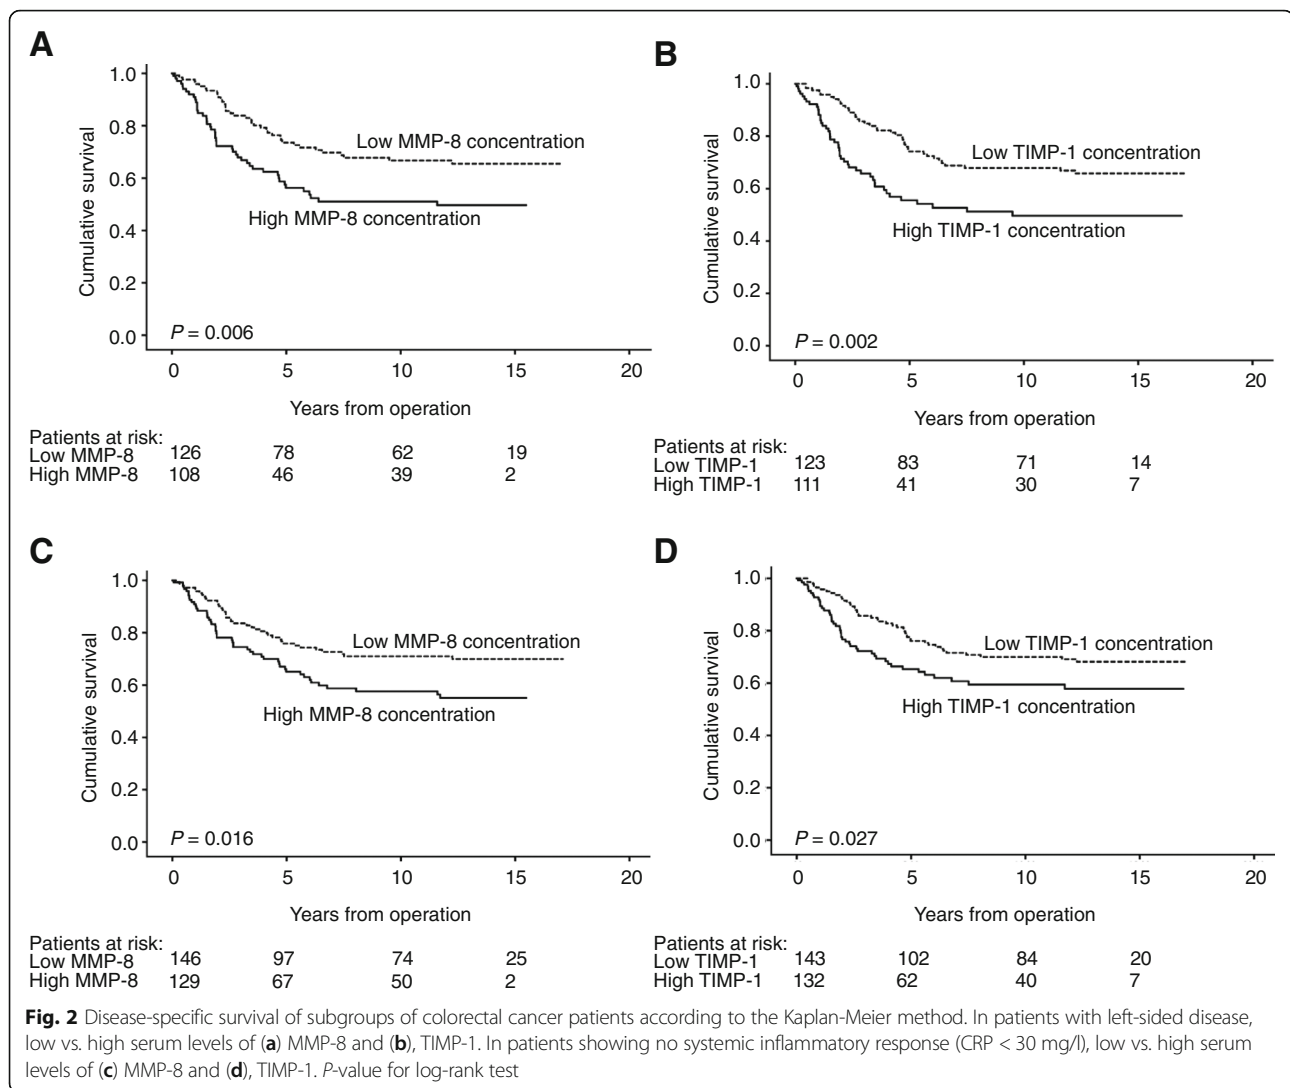 A
1.0
0.8
0.6
0.4
0.2
0.0
Cumulative survival
Low MMP-8 concentration
High MMP-8 concentration
P = 0.006
0 5 10 15 20
Years from operation
Patients at risk:
Low MMP-8 126 78 62 19
High MMP-8 108 46 39 2
B
1.0
0.8
0.6
0.4
0.2
0.0
Cumulative survival
Low TIMP-1 concentration
High TIMP-1 concentration
P = 0.002
0 5 10 15 20
Years from operation
Patients at risk:
Low TIMP-1 123 83 71 14
High TIMP-1 111 41 30 7
C
1.0
0.8
0.6
0.4
0.2
0.0
Cumulative survival
Low MMP-8 concentration
High MMP-8 concentration
P = 0.016
0 5 10 15 20
Years from operation
Patients at risk:
Low MMP-8 146 97 74 25
High MMP-8 129 67 50 2
D
1.0
0.8
0.6
0.4
0.2
0.0
Cumulative survival
Low TIMP-1 concentration
High TIMP-1 concentration
P = 0.027
0 5 10 15 20
Years from operation
Patients at risk:
Low TIMP-1 143 102 84 20
High TIMP-1 132 62 40 7
Fig. 2 Disease-specific survival of subgroups of colorectal cancer patients according to the Kaplan-Meier method. In patients with left-sided disease,
low vs. high serum levels of (a) MMP-8 and (b), TIMP-1. In patients showing no systemic inflammatory response (CRP < 30 mg/l), low vs. high serum
levels of (c) MMP-8 and (d), TIMP-1. P-value for log-rank test